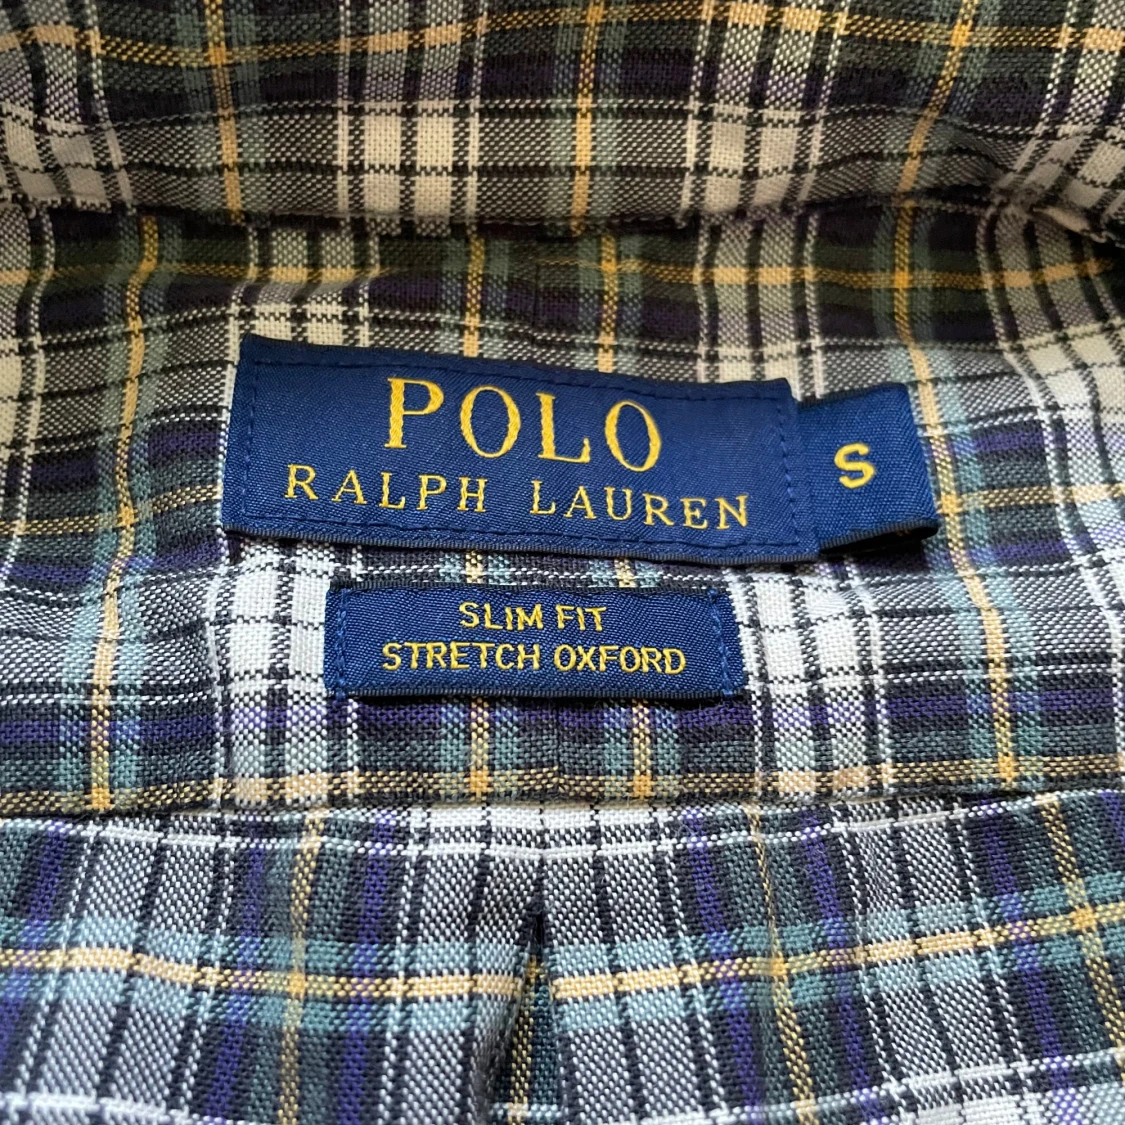 POLO
RALPH LAUREN
S
SLIM FIT
STRETCH OXFORD